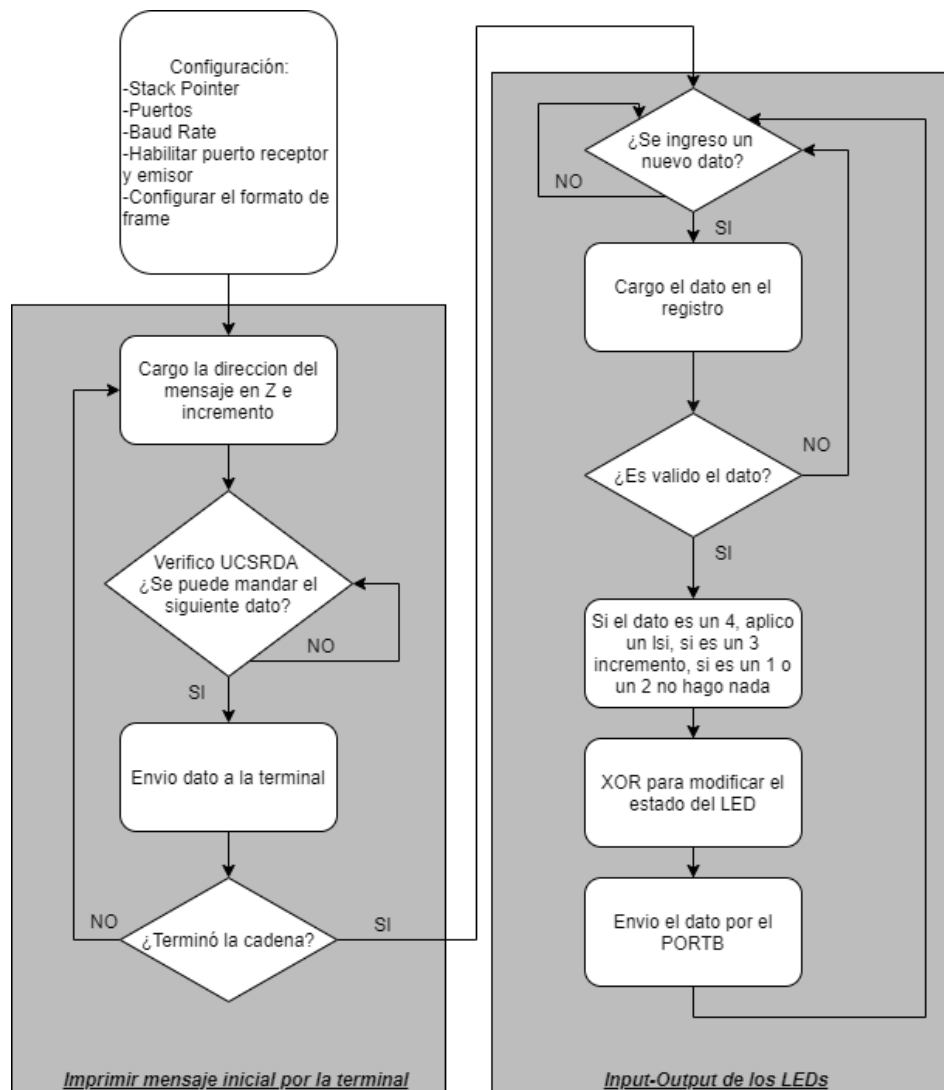 Configuración:
-Stack Pointer
-Puertos
-Baud Rate
-Habilitar puerto receptor
y emisor
-Configurar el formato de
frame
Cargo la direccion del
mensaje en Z e
incremento
Verifico UCSRDA
¿Se puede mandar el
siguiente dato?
NO
SI
Envio dato a la terminal
¿Terminó la cadena?
NO
SI
Imprimir mensaje inicial por la terminal
¿Se ingreso un
nuevo dato?
NO
SI
Cargo el dato en el
registro
¿Es valido el dato?
NO
SI
Si el dato es un 4, aplico
un lsi, si es un 3
incremento, si es un 1 o
un 2 no hago nada
XOR para modificar el
estado del LED
Envio el dato por el
PORTB
Input-Output de los LEDs